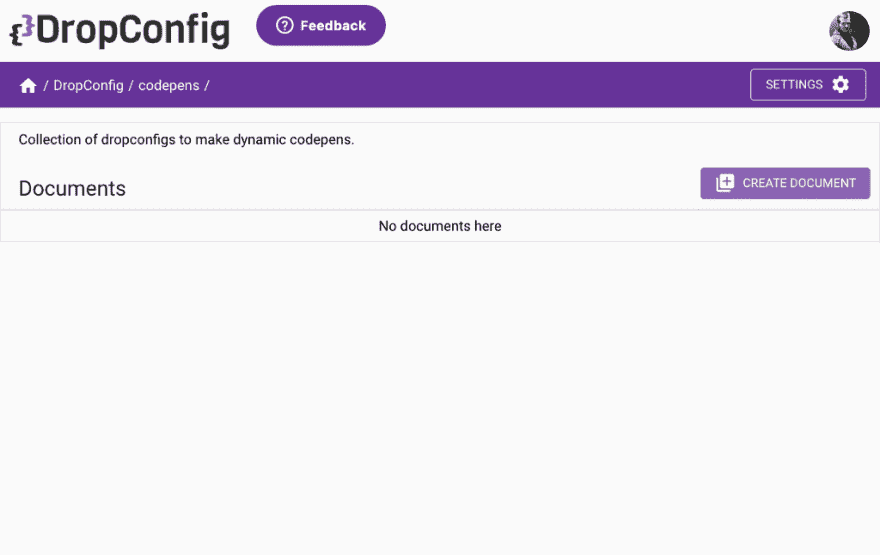 {}DropConfig
Feedback
/ DropConfig / codepens /
SETTINGS
Collection of dropconfigs to make dynamic codepens.
Documents
CREATE DOCUMENT
No documents here